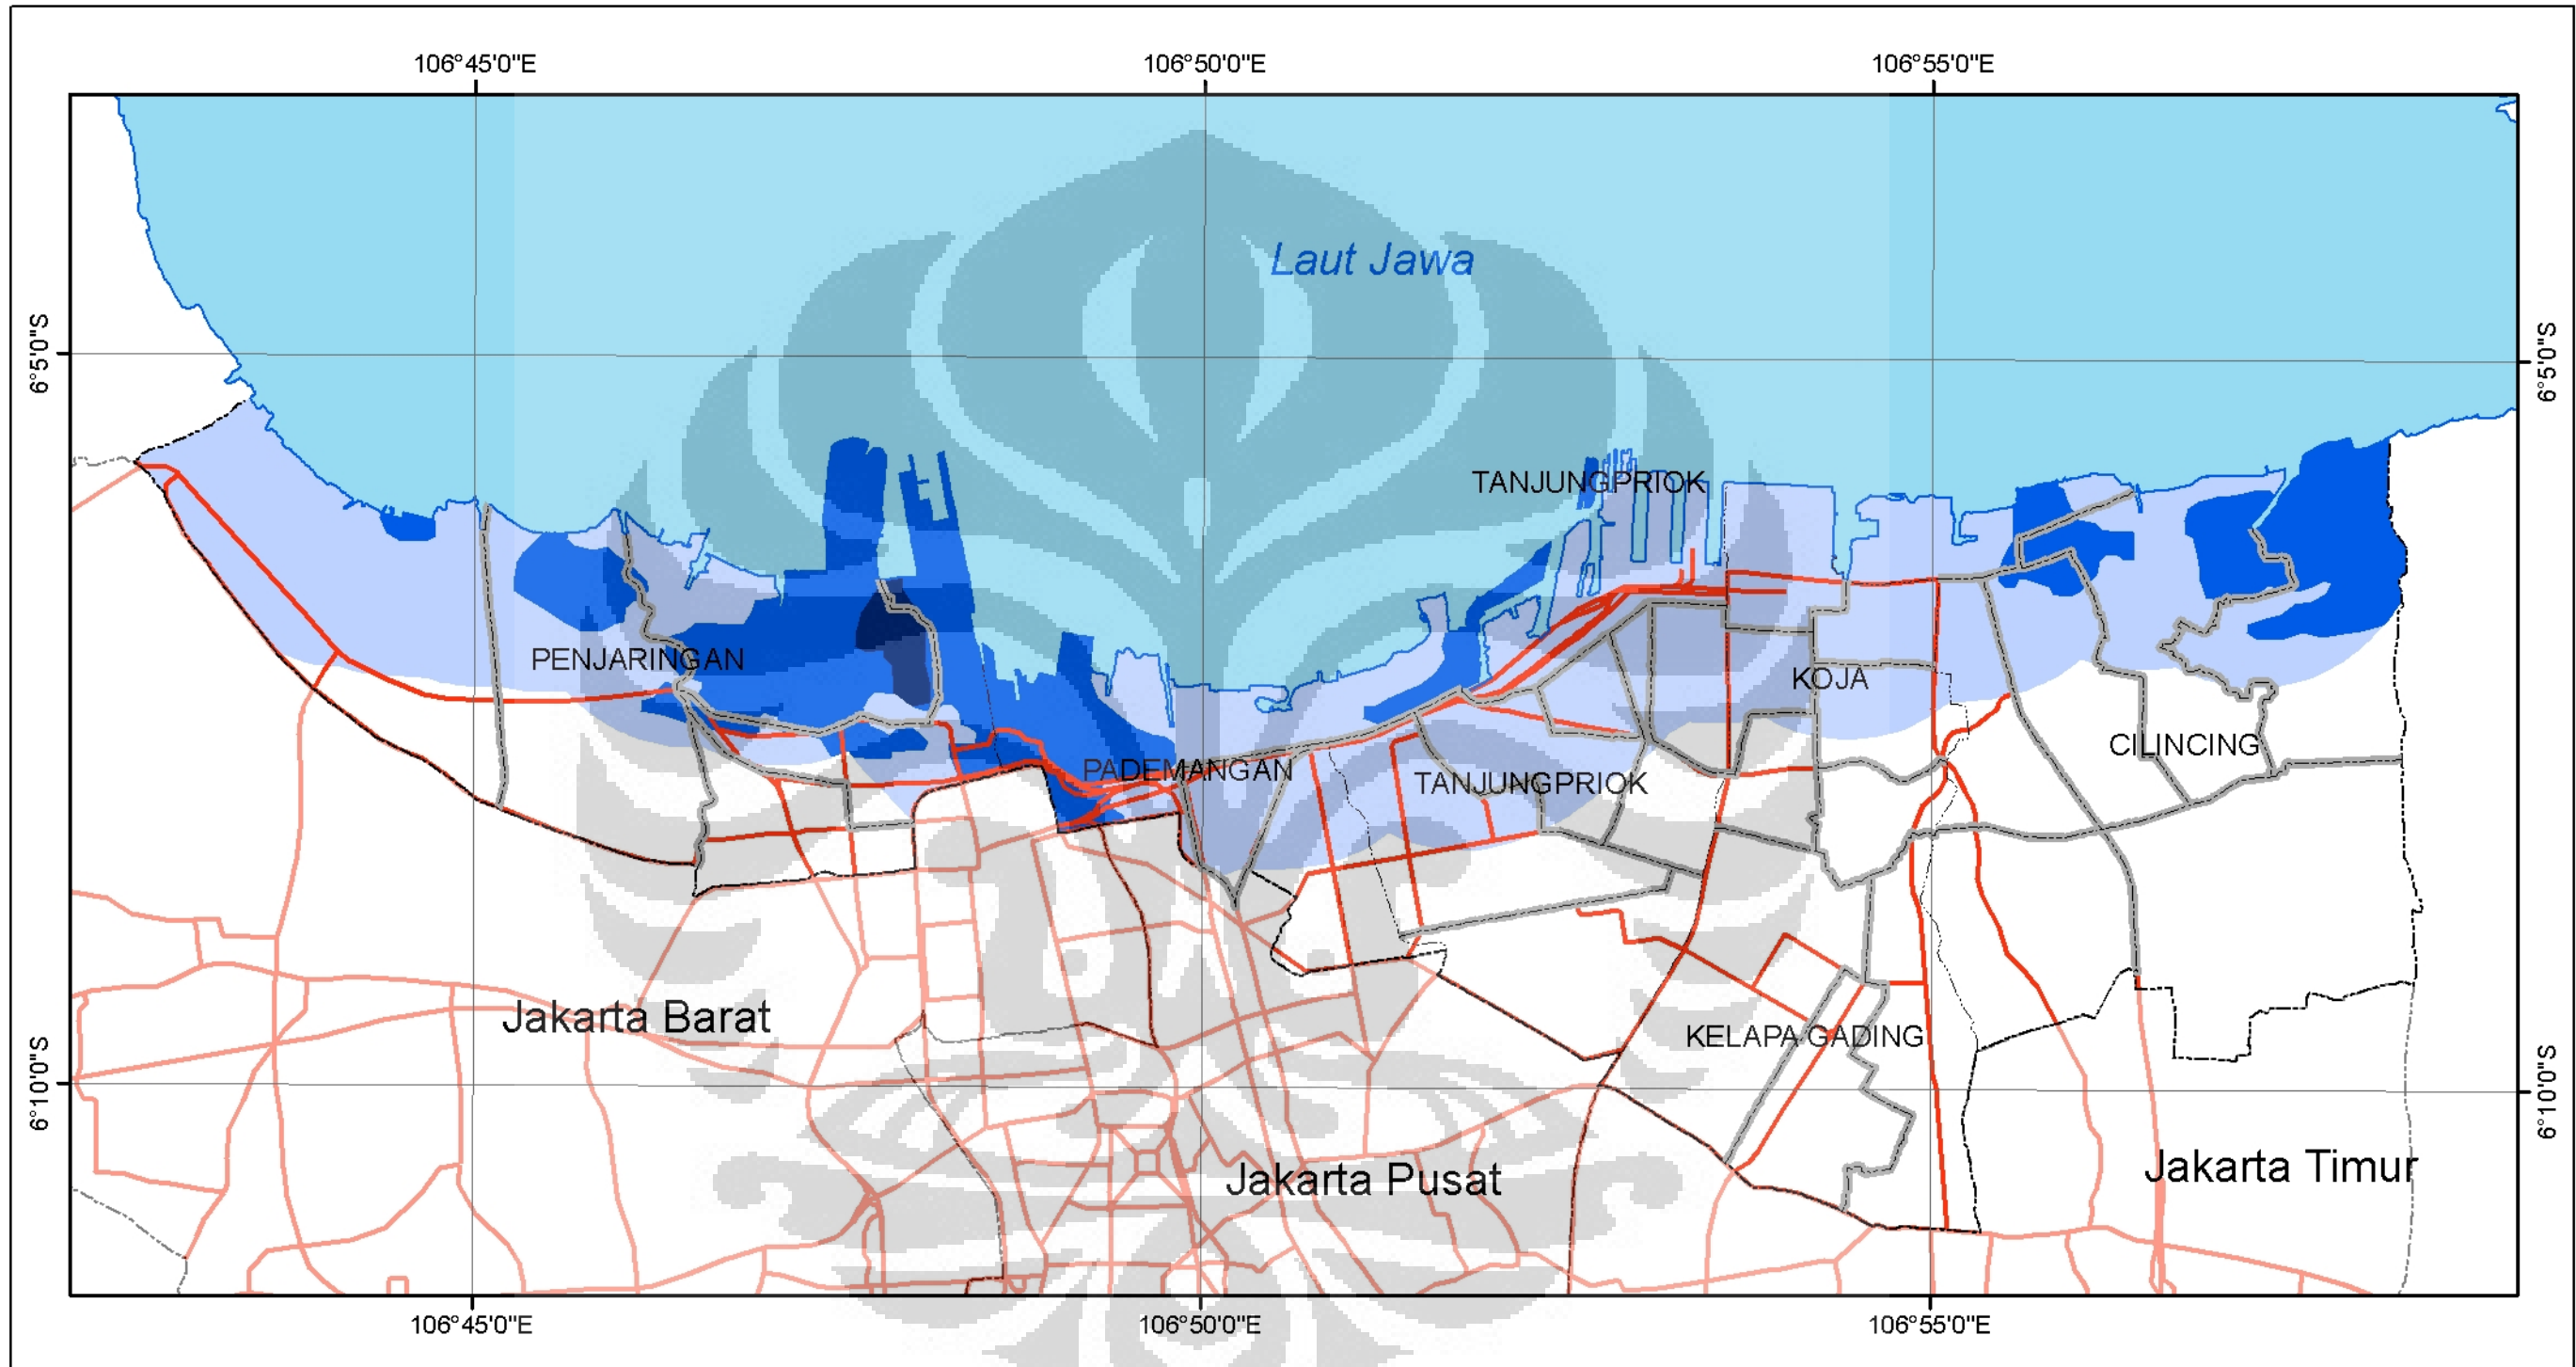 106°45'0"E
106°50'0"E
106°55'0"E
Laut Jawa
6°5'0"S
6°5'0"S
TANJUNGPRIOK
PENJARINGAN
KOJA
CILINCING
PADEMANGAN
TANJUNGPRIOK
Jakarta Barat
KELAPA GADING
6°10'0"S
6°10'0"S
Jakarta Pusat
Jakarta Timur
106°45'0"E
106°50'0"E
106°55'0"E